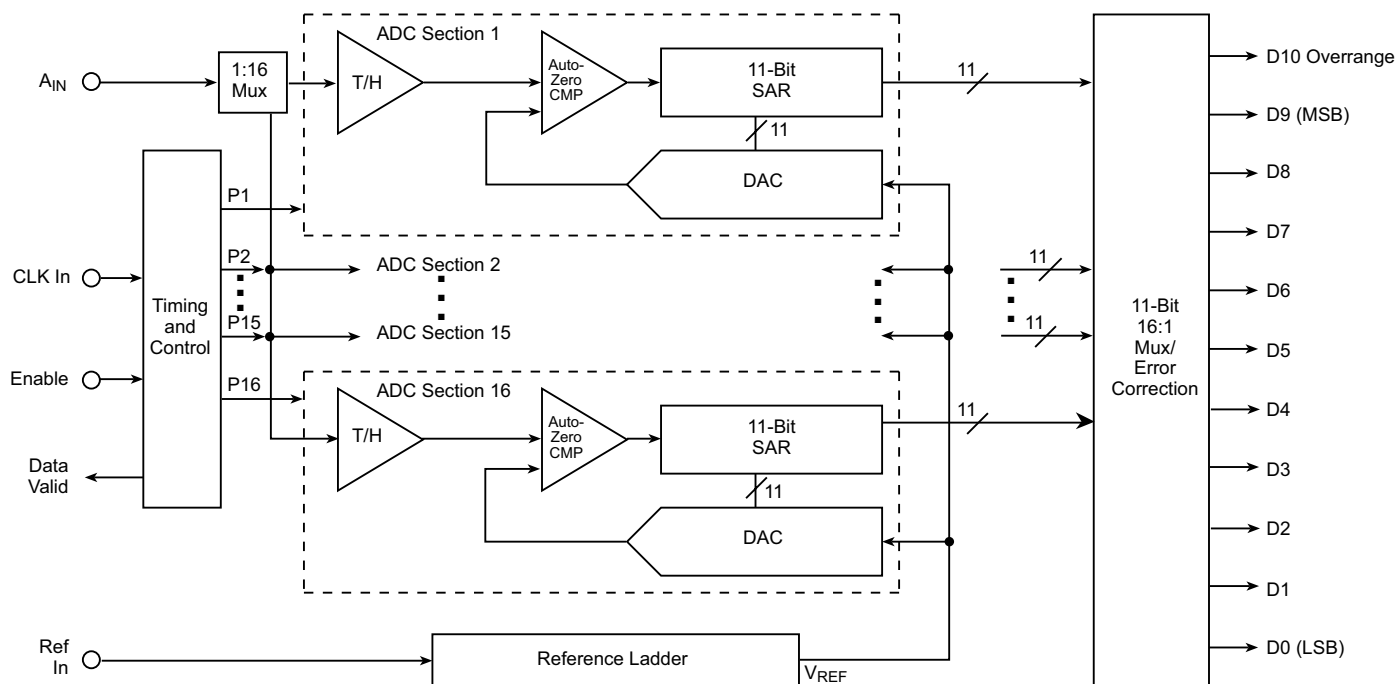 ADC Section 1
A_IN
1:16
Mux
T/H
Auto-
Zero
CMP
11-Bit
SAR
11
11
DAC
D10 Overrange
D9 (MSB)
D8
D7
D6
D5
D4
D3
D2
D1
D0 (LSB)
P1
P2
P15
P16
CLK In
Enable
Data
Valid
Timing
and
Control
ADC Section 2
ADC Section 15
11
11
11-Bit
16:1
Mux/
Error
Correction
ADC Section 16
T/H
Auto-
Zero
CMP
11-Bit
SAR
11
11
DAC
Ref
In
Reference Ladder
V_REF